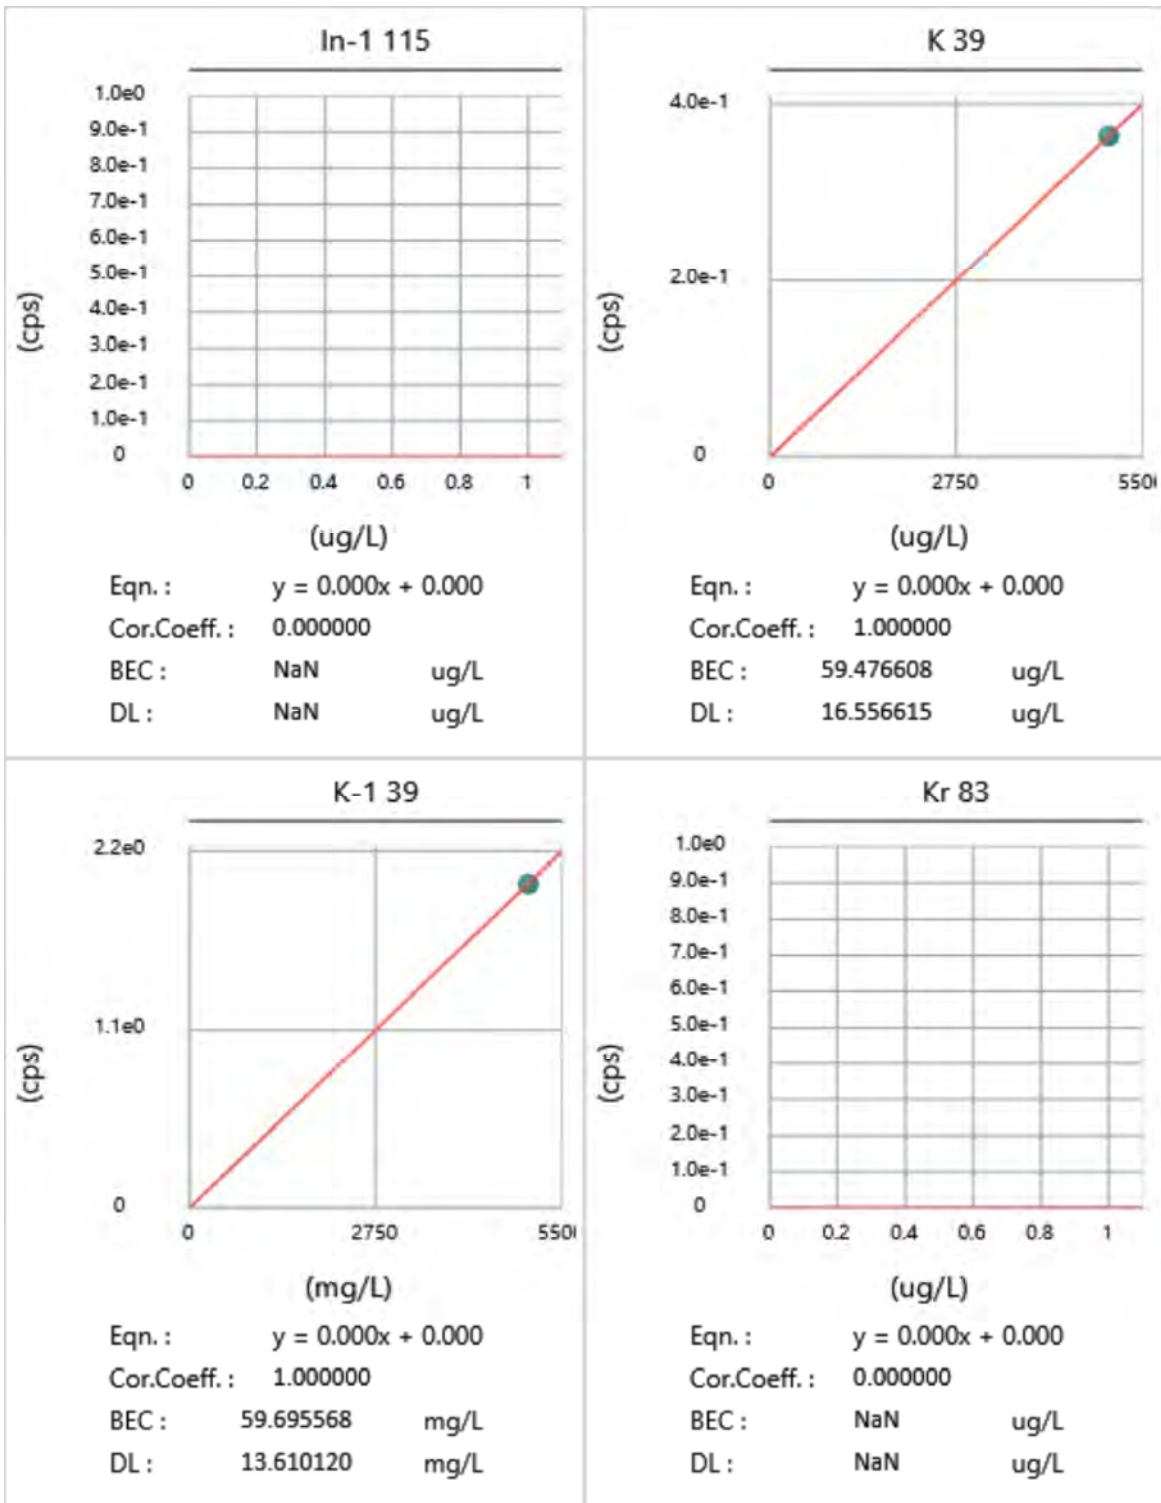 In-1 115
1.0e0
9.0e-1
8.0e-1
7.0e-1
6.0e-1
5.0e-1
4.0e-1
3.0e-1
2.0e-1
1.0e-1
0
(cps)
0 0.2 0.4 0.6 0.8 1
(ug/L)
Eqn. : y = 0.000x + 0.000
Cor.Coeff. : 0.000000
BEC : NaN ug/L
DL : NaN ug/L
K 39
4.0e-1
2.0e-1
0
(cps)
0 2750 550
(ug/L)
Eqn. : y = 0.000x + 0.000
Cor.Coeff. : 1.000000
BEC : 59.476608 ug/L
DL : 16.556615 ug/L
K-1 39
2.2e0
1.1e0
0
(cps)
0 2750 550
(mg/L)
Eqn. : y = 0.000x + 0.000
Cor.Coeff. : 1.000000
BEC : 59.695568 mg/L
DL : 13.610120 mg/L
Kr 83
1.0e0
9.0e-1
8.0e-1
7.0e-1
6.0e-1
5.0e-1
4.0e-1
3.0e-1
2.0e-1
1.0e-1
0
(cps)
0 0.2 0.4 0.6 0.8 1
(ug/L)
Eqn. : y = 0.000x + 0.000
Cor.Coeff. : 0.000000
BEC : NaN ug/L
DL : NaN ug/L